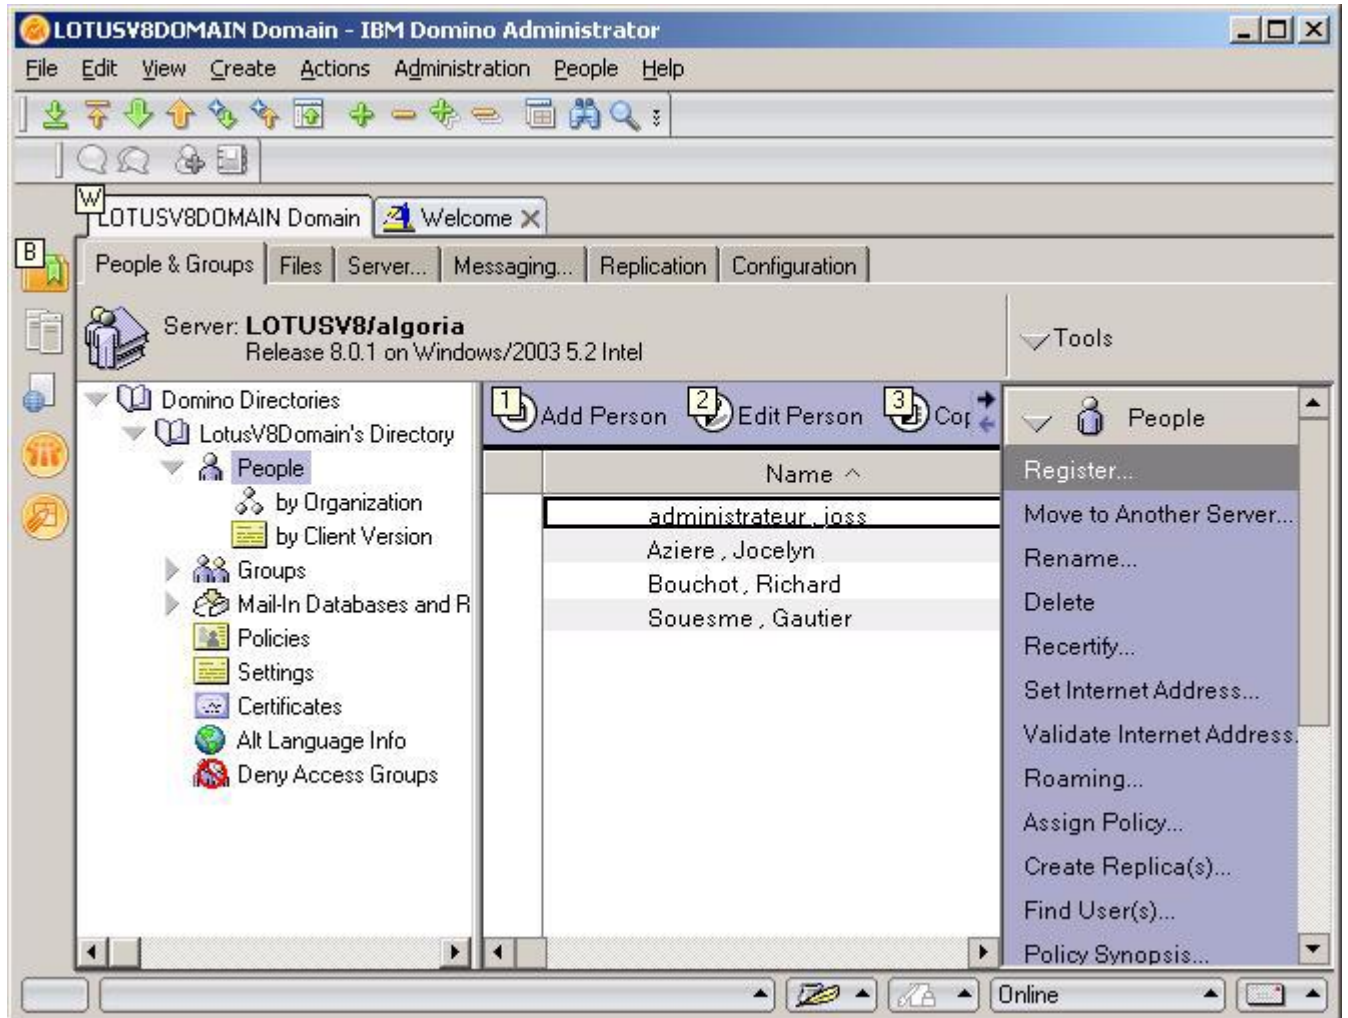 LOTUSV8DOMAIN Domain - IBM Domino Administrator
File Edit View Create Actions Administration People Help
W
LOTUSV8DOMAIN Domain Welcome
B
People & Groups Files Server... Messaging... Replication Configuration
Server: LOTUSV8/algoria
Release 8.0.1 on Windows/2003 5.2 Intel
Tools
Domino Directories
LotusV8Domain's Directory
People
by Organization
by Client Version
Groups
Mail-In Databases and R
Policies
Settings
Certificates
Alt Language Info
Deny Access Groups
1 Add Person 2 Edit Person 3 Cop
Name
administrateur , joss
Aziere , Jocelyn
Bouchot , Richard
Souesme , Gautier
People
Register...
Move to Another Server...
Rename...
Delete
Recertify...
Set Internet Address...
Validate Internet Address.
Roaming...
Assign Policy...
Create Replica(s)...
Find User(s)...
Policy Synopsis...
Online